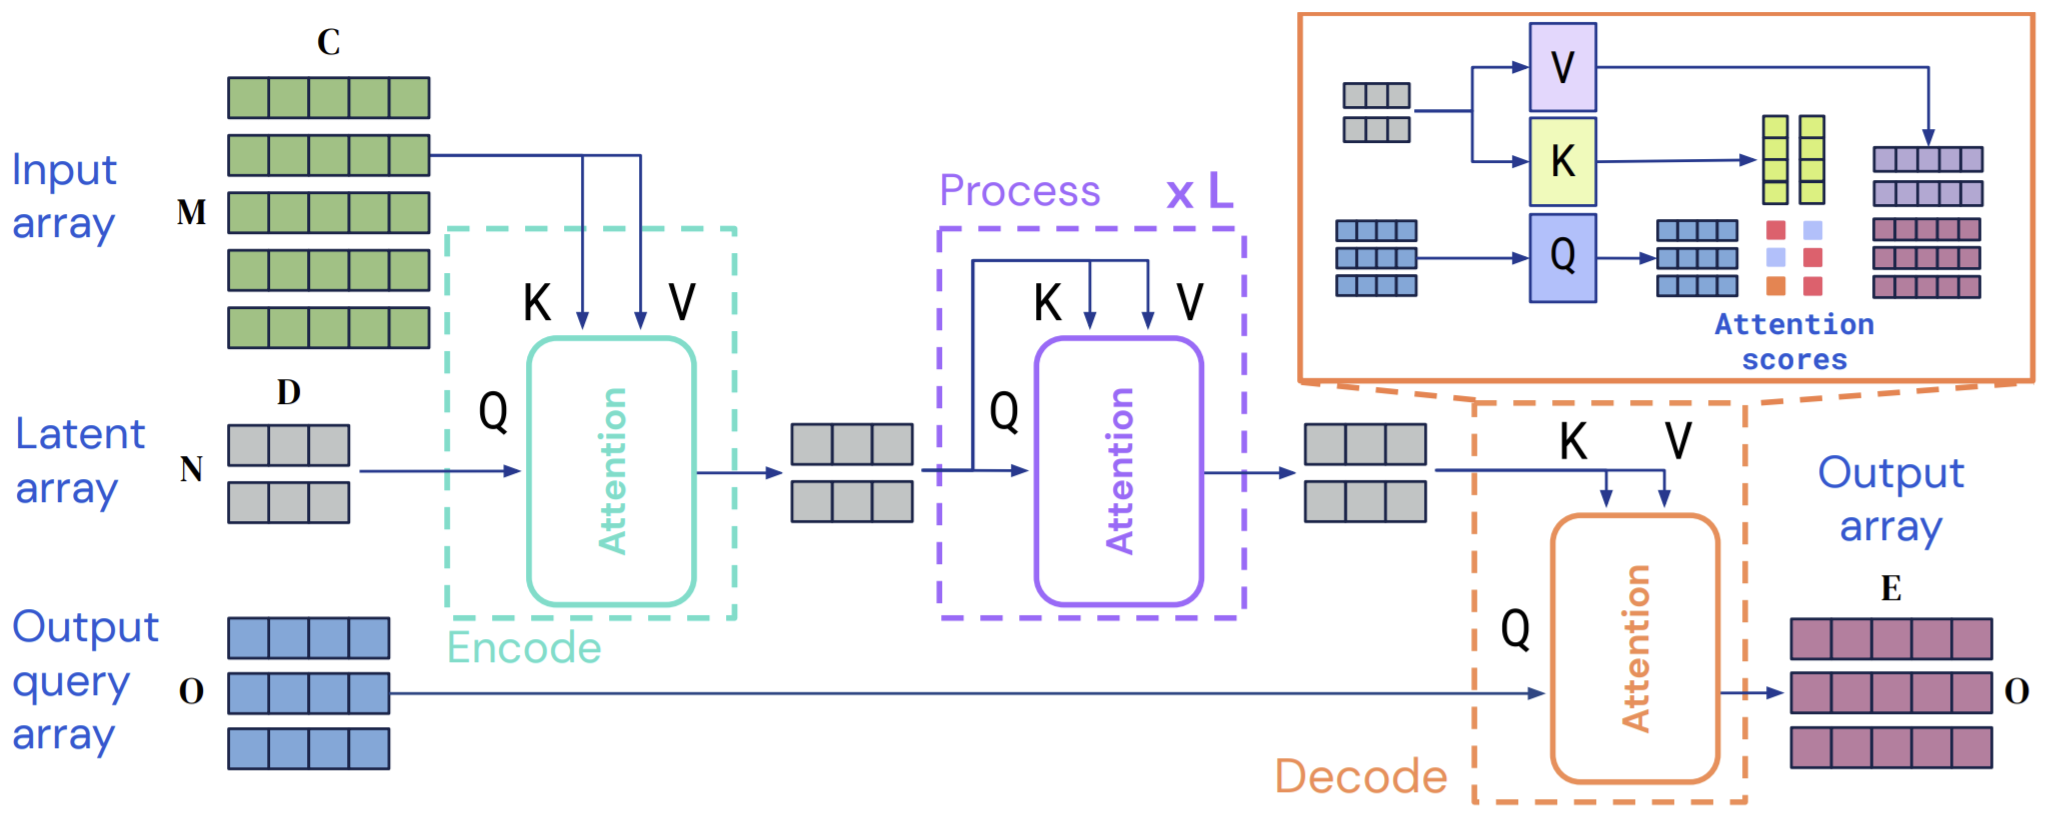 C
Input
array
M
D
Latent
array
N
Output
query
array
O
K
V
Q
Attention
Encode
Process
x L
K
V
Q
Attention
V
K
Q
Attention
scores
K
V
Q
Attention
Decode
Output
array
E
O